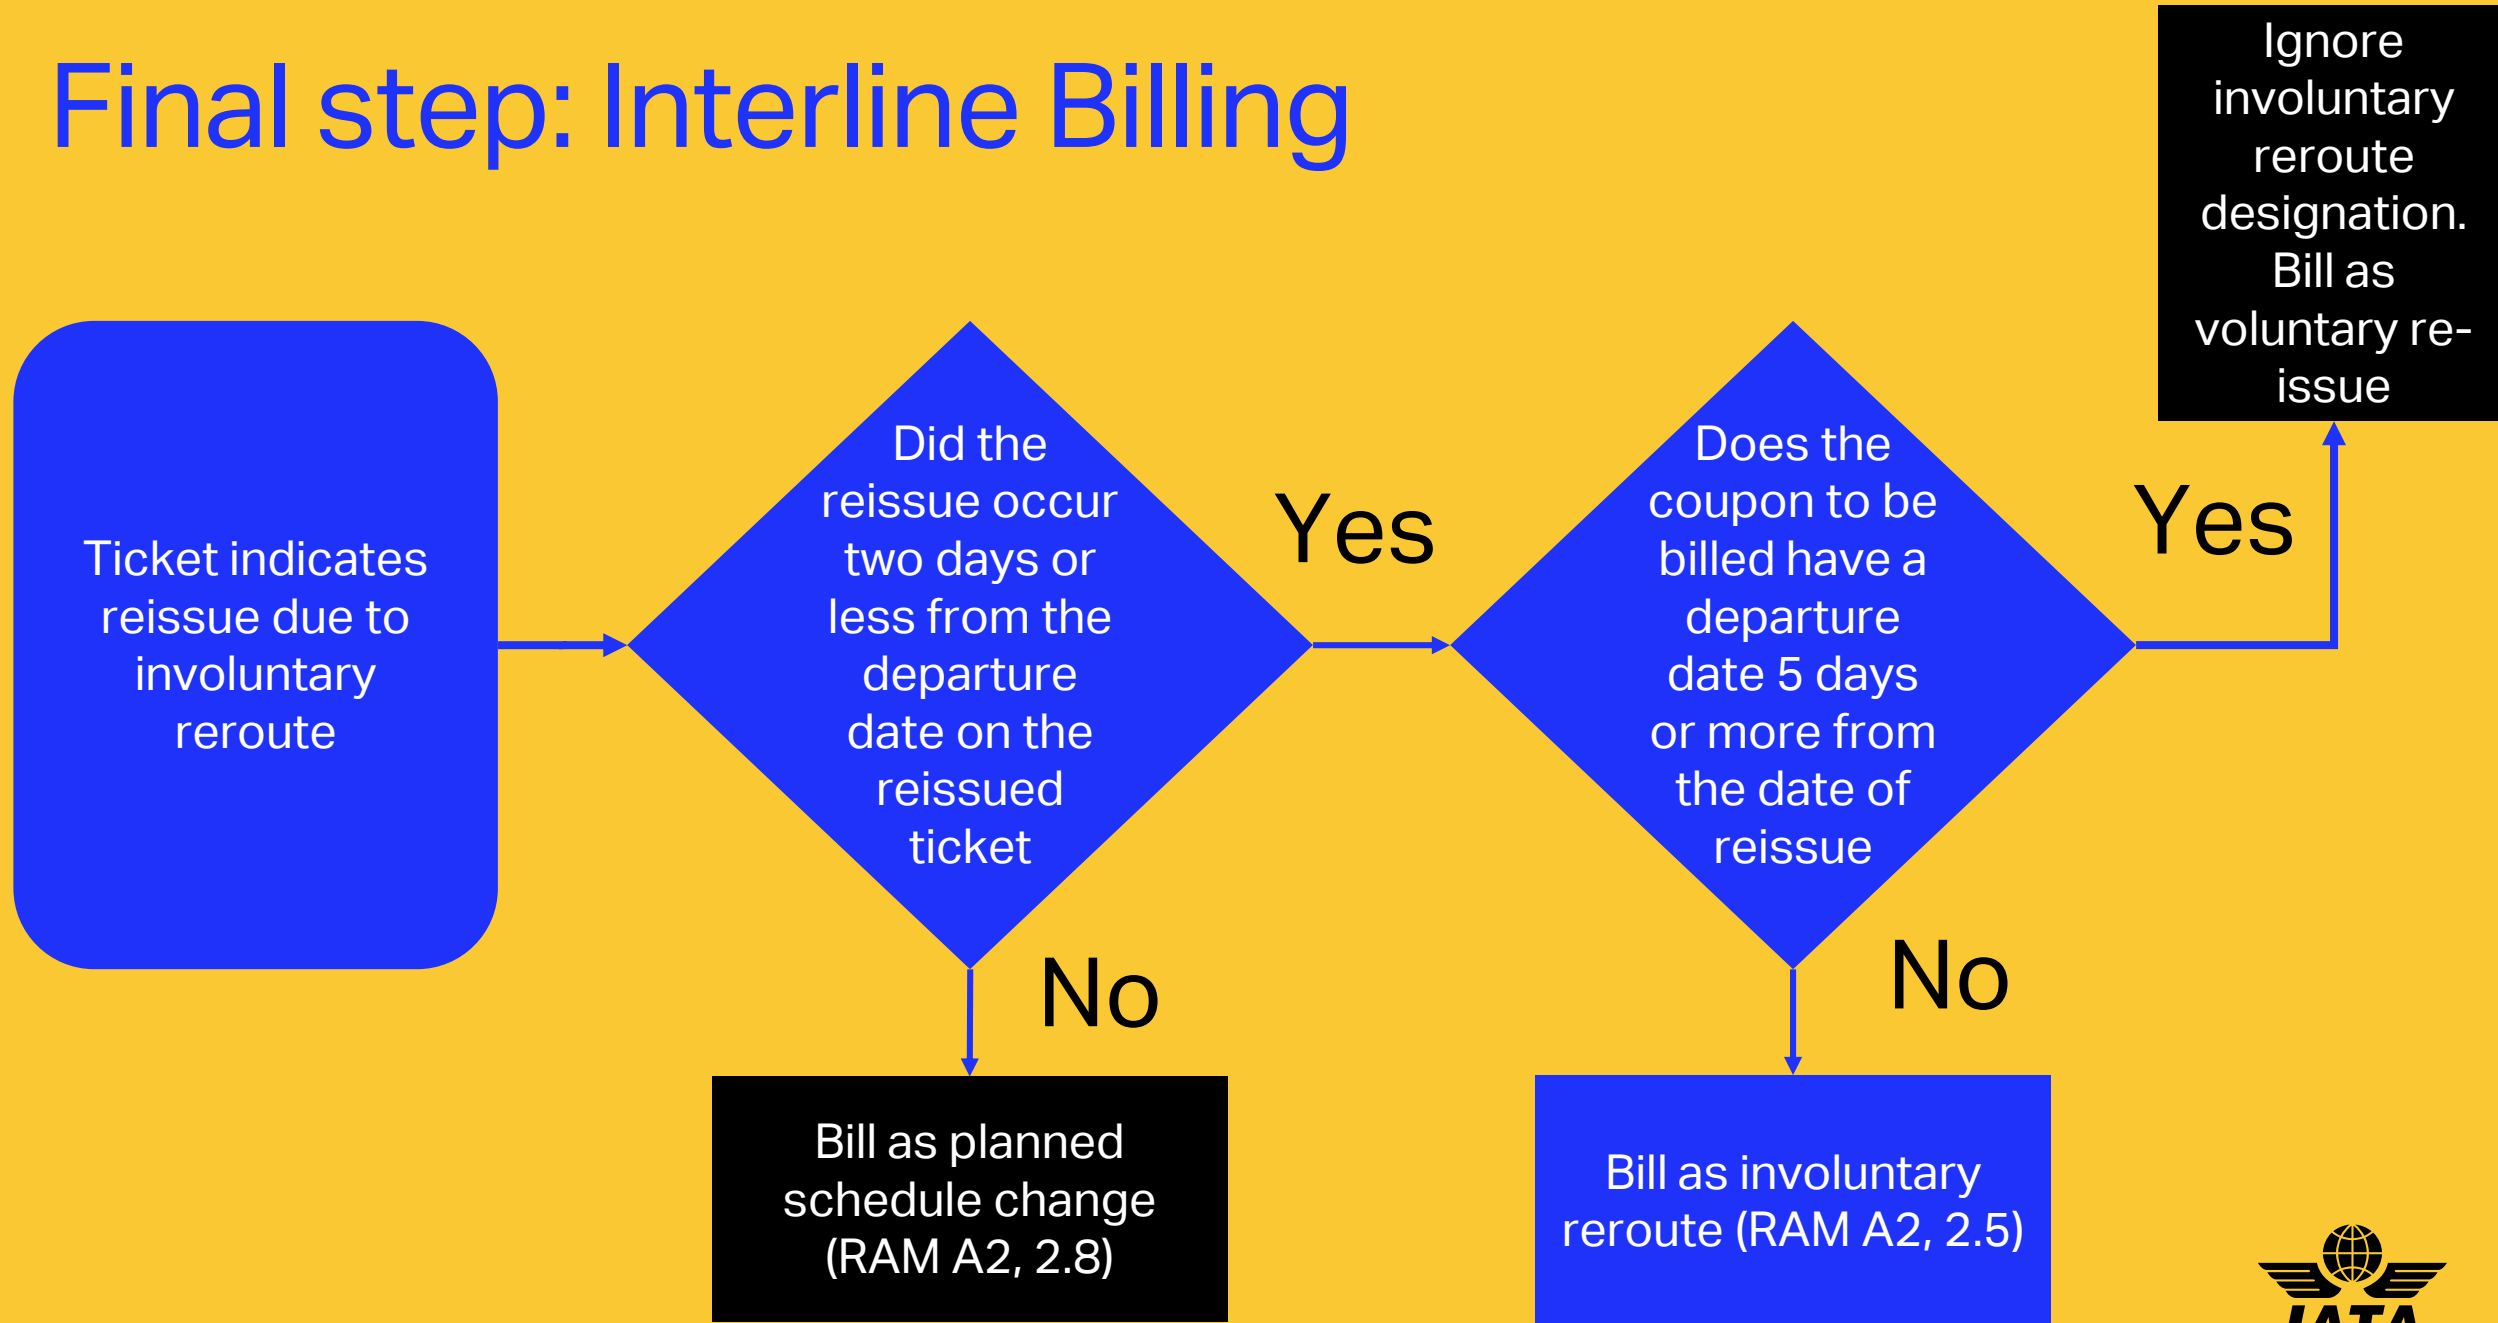 Final step: Interline Billing
Ignore
involuntary
reroute
designation.
Bill as
voluntary re-
issue
Ticket indicates
reissue due to
involuntary
reroute
Did the
reissue occur
two days or
less from the
departure
date on the
reissued
ticket
Yes
Does the
coupon to be
billed have a
departure
date 5 days
or more from
the date of
reissue
Yes
No
No
Bill as planned
schedule change
(RAM A2, 2.8)
Bill as involuntary
reroute (RAM A2, 2.5)
IATA